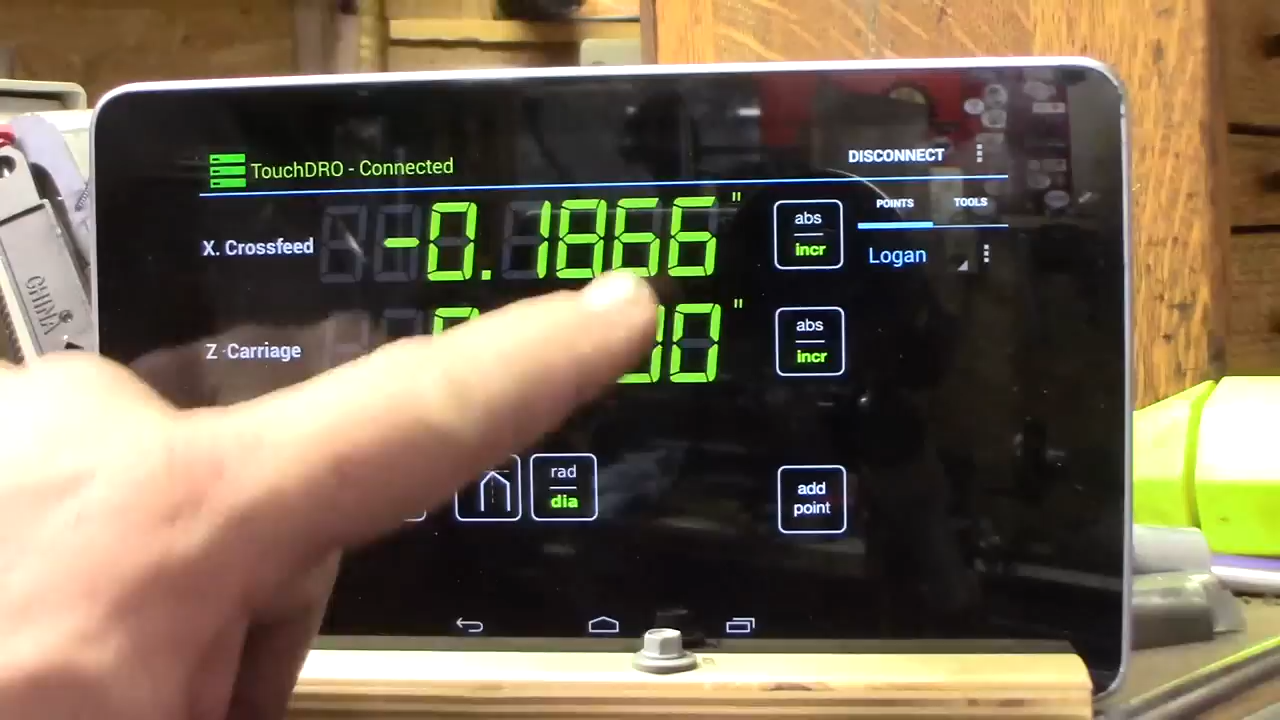 TouchDRO - Connected
DISCONNECT
X. Crossfeed
-0.1866"
abs
incr
POINTS
TOOLS
Logan
Z Carriage
abs
incr
rad
dia
add
point
CHINA